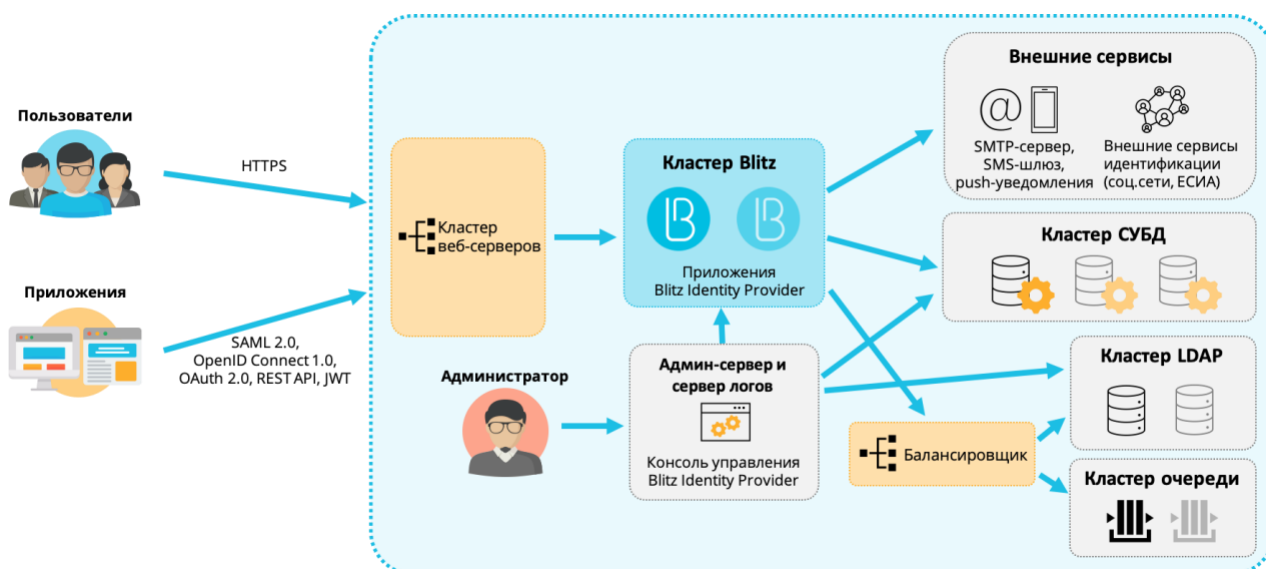 Пользователи
HTTPS
Приложения
SAML 2.0,
OpenID Connect 1.0,
OAuth 2.0, REST API, JWT
Кластер
веб-серверов
Администратор
Кластер Blitz
Приложения
Blitz Identity Provider
Админ-сервер и
сервер логов
Консоль управления
Blitz Identity Provider
Внешние сервисы
@
SMTP-сервер,
SMS-шлюз,
push-уведомления
Внешние сервисы
идентификации
(соц.сети, ЕСИА)
Кластер СУБД
Кластер LDAP
Балансировщик
Кластер очереди